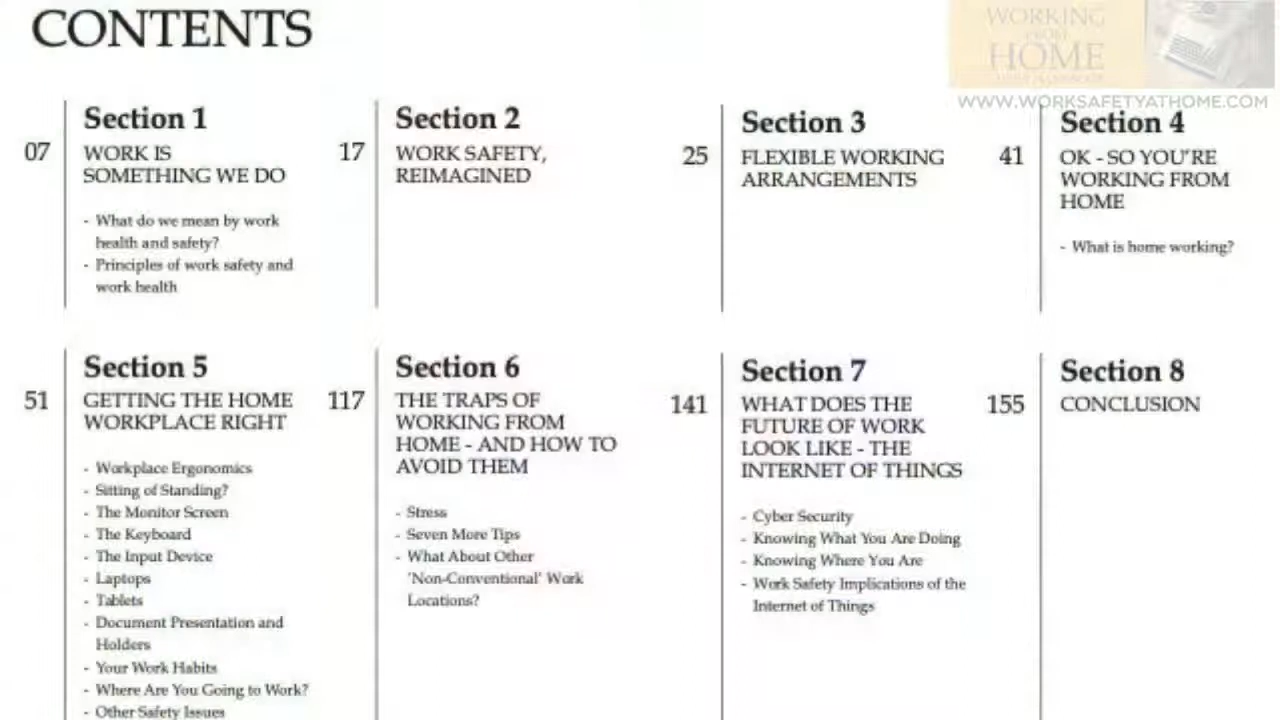 CONTENTS
WORKING
FROM
HOME
WWW.WORKSAFETYATHOME.COM
07
Section 1
WORK IS
SOMETHING WE DO
- What do we mean by work
health and safety?
- Principles of work safety and
work health
17
Section 2
WORK SAFETY,
REIMAGINED
25
Section 3
FLEXIBLE WORKING
ARRANGEMENTS
41
Section 4
OK - SO YOU'RE
WORKING FROM
HOME
- What is home working?
51
Section 5
GETTING THE HOME
WORKPLACE RIGHT
- Workplace Ergonomics
- Sitting of Standing?
- The Monitor Screen
- The Keyboard
- The Input Device
- Laptops
- Tablets
- Document Presentation and
Holders
- Your Work Habits
- Where Are You Going to Work?
- Other Safety Issues
117
Section 6
THE TRAPS OF
WORKING FROM
HOME - AND HOW TO
AVOID THEM
- Stress
- Seven More Tips
- What About Other
'Non-Conventional' Work
Locations?
141
Section 7
WHAT DOES THE
FUTURE OF WORK
LOOK LIKE - THE
INTERNET OF THINGS
- Cyber Security
- Knowing What You Are Doing
- Knowing Where You Are
- Work Safety Implications of the
Internet of Things
155
Section 8
CONCLUSION